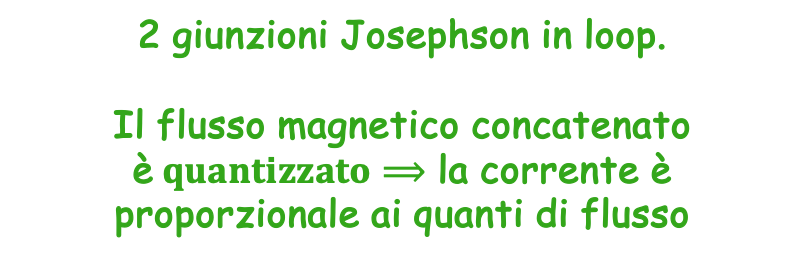 2 giunzioni Josephson in loop.
Il flusso magnetico concatenato
è quantizzato ⟹ la corrente è
proporzionale ai quanti di flusso